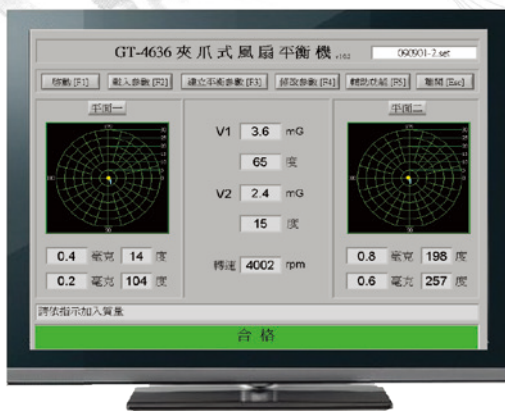 GT-4636 夾爪式風扇平衡機 v10.2 090901-2.set
啟動 [F1] 載入參數 [F2] 建立平衡參數 [F3] 修改參數 [F4] 輔助功能 [F5] 離開 [Esc]
平面一
平面二
V1 3.6 mG
65 度
V2 2.4 mG
15 度
轉速 4002 rpm
0.4 毫克 14 度
0.2 毫克 104 度
0.8 毫克 198 度
0.6 毫克 257 度
請依指示加入質量
合格